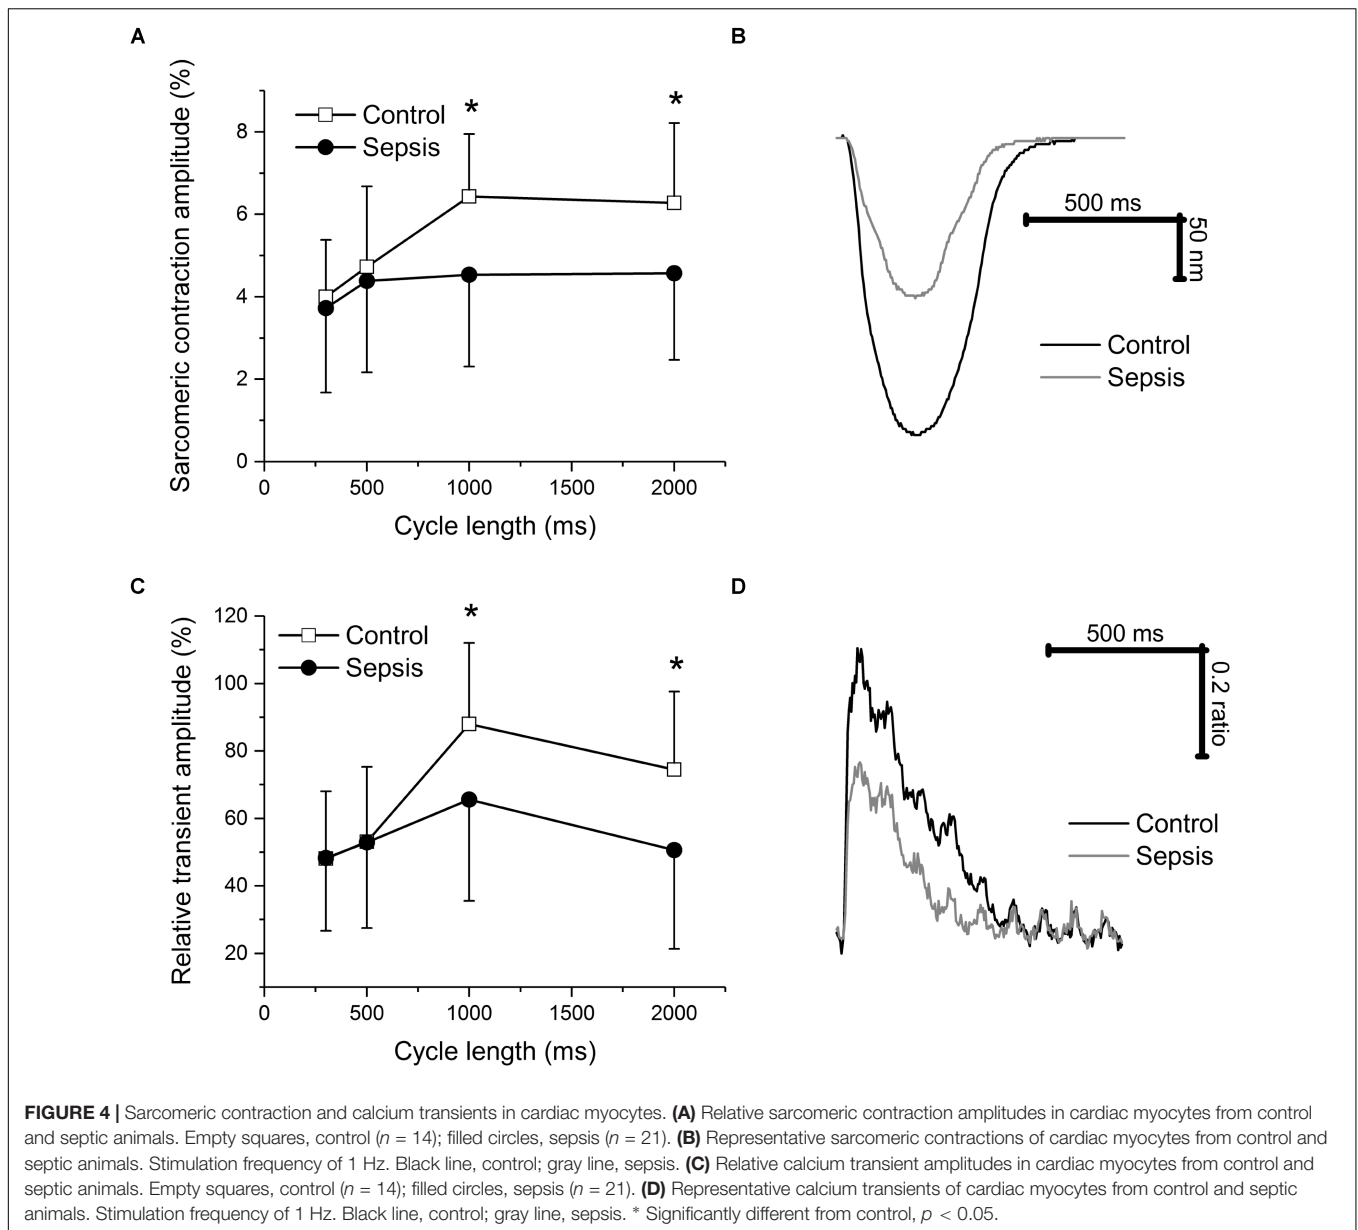 A
Sarcomeric contraction amplitude (%)
8
6
4
2
0
Control
Sepsis
*
*
0 500 1000 1500 2000
Cycle length (ms)
B
500 ms
50 nm
Control
Sepsis
C
Relative transient amplitude (%)
120
100
80
60
40
20
Control
Sepsis
*
*
0 500 1000 1500 2000
Cycle length (ms)
D
500 ms
0.2 ratio
Control
Sepsis
FIGURE 4 | Sarcomeric contraction and calcium transients in cardiac myocytes. (A) Relative sarcomeric contraction amplitudes in cardiac myocytes from control
and septic animals. Empty squares, control (n = 14); filled circles, sepsis (n = 21). (B) Representative sarcomeric contractions of cardiac myocytes from control and
septic animals. Stimulation frequency of 1 Hz. Black line, control; gray line, sepsis. (C) Relative calcium transient amplitudes in cardiac myocytes from control and
septic animals. Empty squares, control (n = 14); filled circles, sepsis (n = 21). (D) Representative calcium transients of cardiac myocytes from control and septic
animals. Stimulation frequency of 1 Hz. Black line, control; gray line, sepsis. * Significantly different from control, p < 0.05.